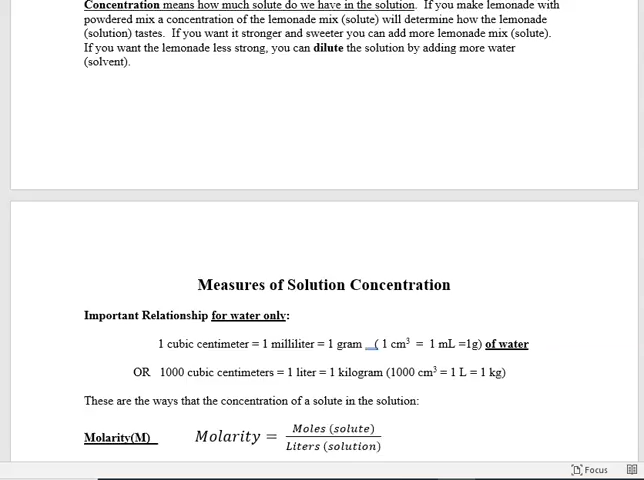 Concentration means how much solute do we have in the solution.  If you make lemonade with
powdered mix a concentration of the lemonade mix (solute) will determine how the lemonade
(solution) tastes.  If you want it stronger and sweeter you can add more lemonade mix (solute).
If you want the lemonade less strong, you can dilute the solution by adding more water
(solvent).
Measures of Solution Concentration
Important Relationship for water only:
1 cubic centimeter = 1 milliliter = 1 gram  ( 1 cm³  =  1 mL =1g) of water
OR  1000 cubic centimeters = 1 liter = 1 kilogram (1000 cm³ = 1 L = 1 kg)
These are the ways that the concentration of a solute in the solution:
Molarity(M)  Molarity = Moles (solute) / Liters (solution)
Focus